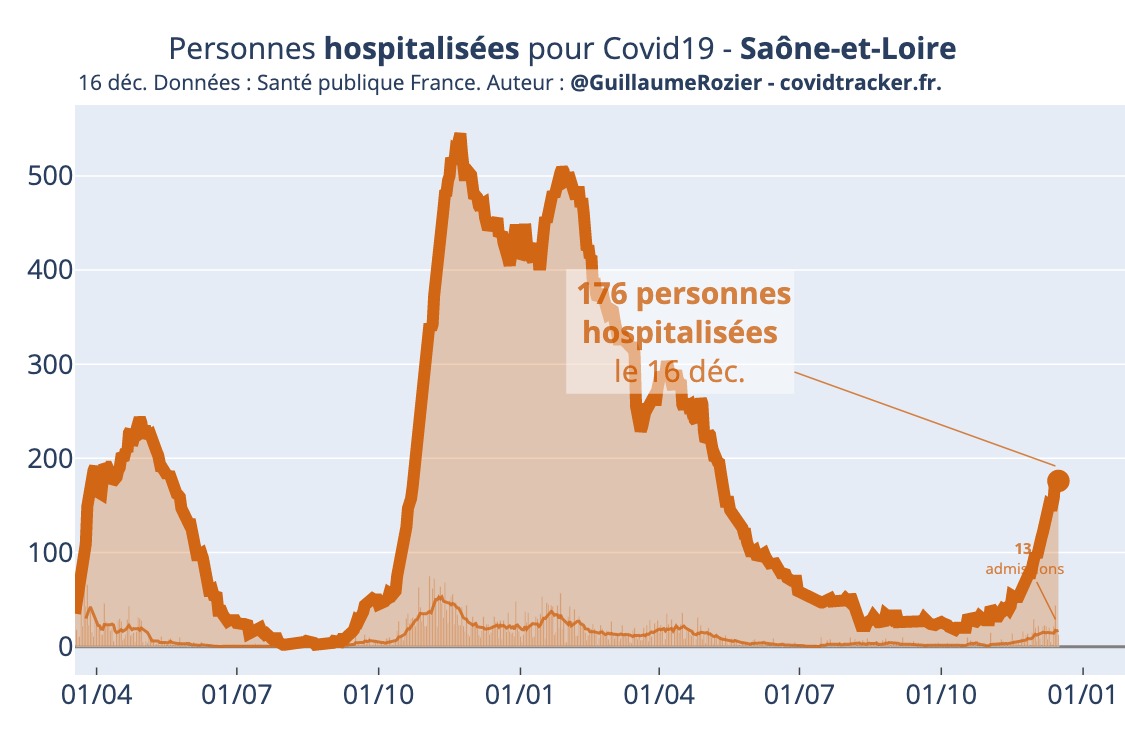 Personnes hospitalisées pour Covid19 - Saône-et-Loire
16 déc. Données : Santé publique France. Auteur : @GuillaumeRozier - covidtracker.fr.
500
400
300
200
100
0
176 personnes
hospitalisées
le 16 déc.
13
admissions
01/04
01/07
01/10
01/01
01/04
01/07
01/10
01/01